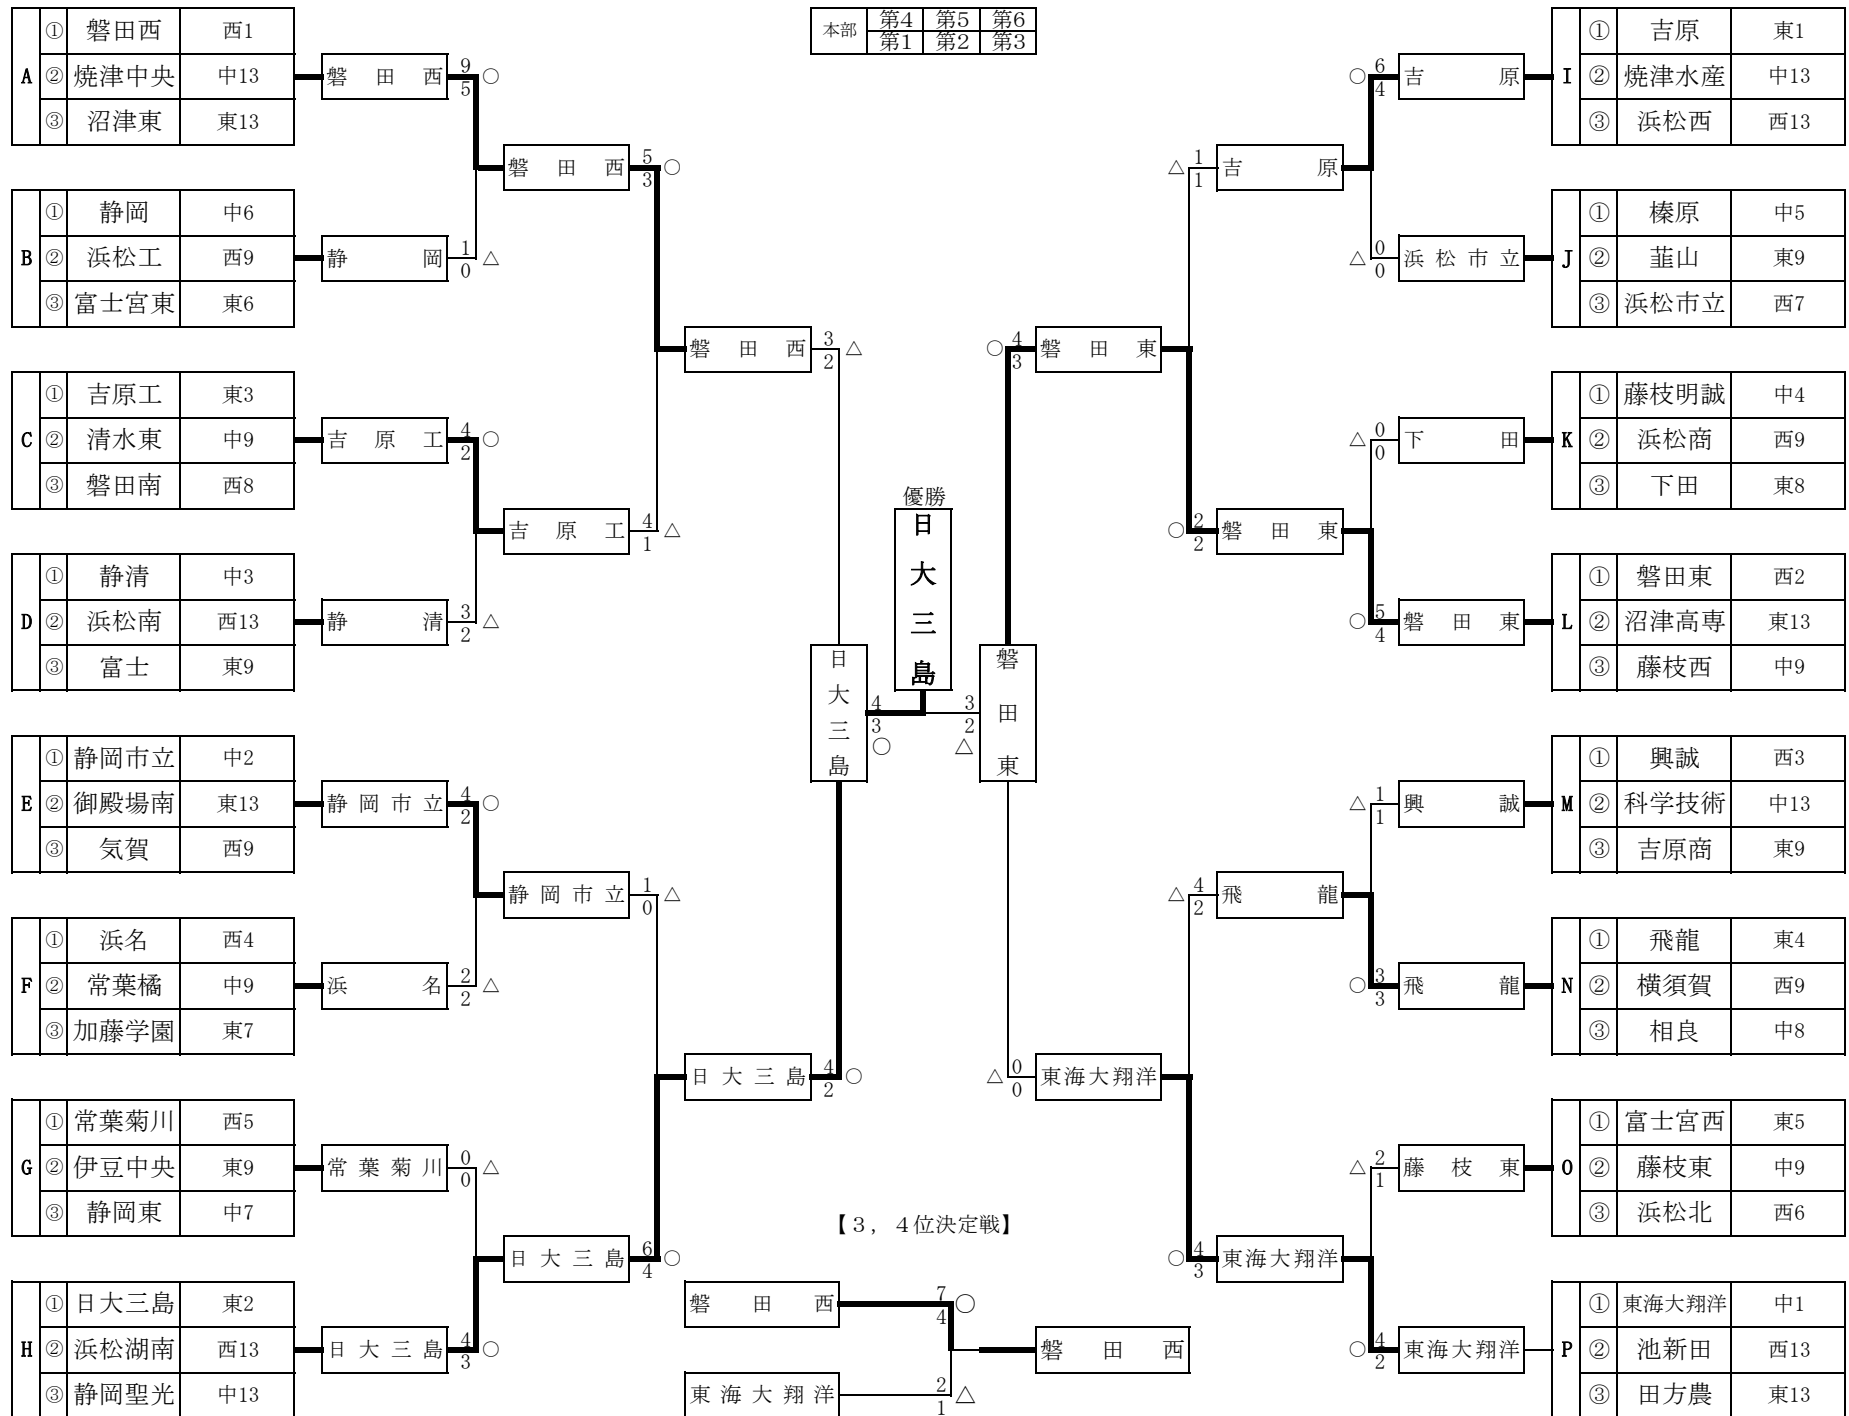 本部 第4 第5 第6
第1 第2 第3
A
① 磐田西 西1
② 焼津中央 中13
③ 沼津東 東13
磐田西 9 5 ○
B
① 静岡 中6
② 浜松工 西9
③ 富士宮東 東6
静岡 1 0 △
C
① 吉原工 東3
② 清水東 中9
③ 磐田南 西8
吉原工 4 2 ○
D
① 静清 中3
② 浜松南 西13
③ 富士 東9
静清 3 2 △
E
① 静岡市立 中2
② 御殿場南 東13
③ 気賀 西9
静岡市立 4 2 ○
F
① 浜名 西4
② 常葉橘 中9
③ 加藤学園 東7
浜名 2 2 △
G
① 常葉菊川 西5
② 伊豆中央 東9
③ 静岡東 中7
常葉菊川 0 0 △
H
① 日大三島 東2
② 浜松湖南 西13
③ 静岡聖光 中13
日大三島 4 3 ○
磐田西 5 3 ○
吉原工 4 1 △
静岡市立 1 0 △
日大三島 6 4 ○
磐田西 3 2 △
日大三島 4 2 ○
優勝
日大三島
日大三島 4 3 ○
3 2 △ 磐田東
○ 4 3 磐田東
△ 0 0 東海大翔洋
△ 1 1 吉原
○ 2 2 磐田東
△ 4 2 飛龍
○ 4 3 東海大翔洋
○ 6 4 吉原
I
① 吉原 東1
② 焼津水産 中13
③ 浜松西 西13
△ 0 0 浜松市立
J
① 榛原 中5
② 韮山 東9
③ 浜松市立 西7
△ 0 0 下田
K
① 藤枝明誠 中4
② 浜松商 西9
③ 下田 東8
○ 5 4 磐田東
L
① 磐田東 西2
② 沼津高専 東13
③ 藤枝西 中9
△ 1 1 興誠
M
① 興誠 西3
② 科学技術 中13
③ 吉原商 東9
○ 3 3 飛龍
N
① 飛龍 東4
② 横須賀 西9
③ 相良 中8
△ 2 1 藤枝東
O
① 富士宮西 東5
② 藤枝東 中9
③ 浜松北 西6
○ 4 2 東海大翔洋
P
① 東海大翔洋 中1
② 池新田 西13
③ 田方農 東13
【3，4位決定戦】
磐田西 7 4 ○
磐田西
東海大翔洋 2 1 △